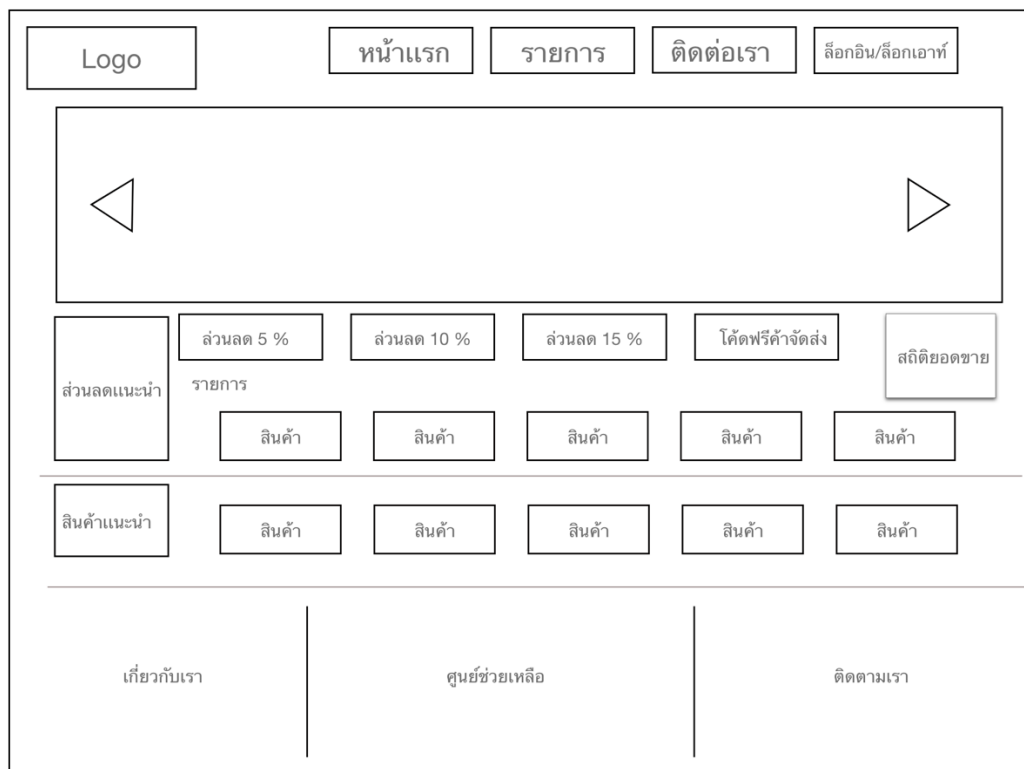 Logo
หน้าแรก
รายการ
ติดต่อเรา
ล็อกอิน/ล็อกเอาท์
ส่วนลดแนะนำ
ล่วนลด 5 %
ล่วนลด 10 %
ล่วนลด 15 %
โค้ดฟรีค้าจัดส่ง
สถิติยอดขาย
รายการ
สินค้า
สินค้า
สินค้า
สินค้า
สินค้า
สินค้าแนะนำ
สินค้า
สินค้า
สินค้า
สินค้า
สินค้า
เกี่ยวกับเรา
ศูนย์ช่วยเหลือ
ติดตามเรา